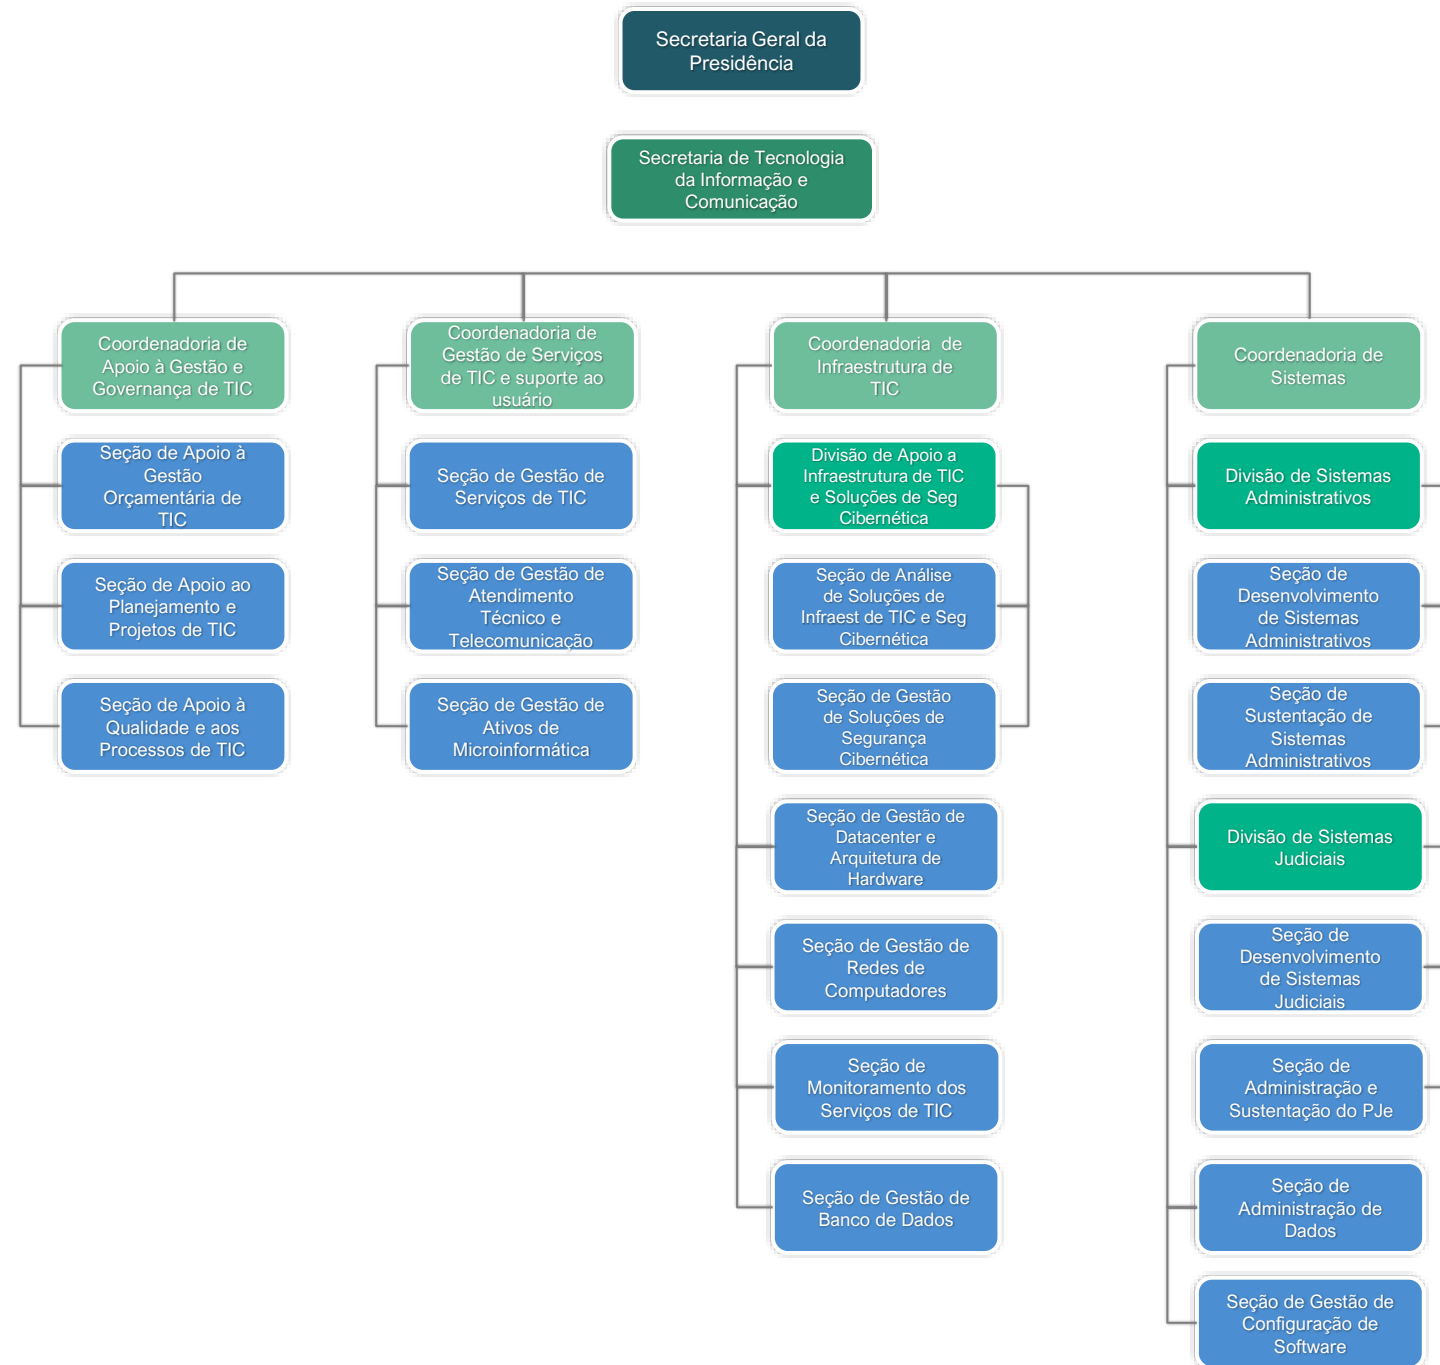 Secretaria Geral da
Presidência
Secretaria de Tecnologia
da Informação e
Comunicação
Coordenadoria de
Apoio à Gestão e
Governança de TIC
Seção de Apoio à
Gestão
Orçamentária de
TIC
Seção de Apoio ao
Planejamento e
Projetos de TIC
Seção de Apoio à
Qualidade e aos
Processos de TIC
Coordenadoria de
Gestão de Serviços
de TIC e suporte ao
usuário
Seção de Gestão de
Serviços de TIC
Seção de Gestão de
Atendimento
Técnico e
Telecomunicação
Seção de Gestão de
Ativos de
Microinformática
Coordenadoria de
Infraestrutura de
TIC
Divisão de Apoio a
Infraestrutura de TIC
e Soluções de Seg
Cibernética
Seção de Análise
de Soluções de
Infraest de TIC e Seg
Cibernética
Seção de Gestão
de Soluções de
Segurança
Cibernética
Seção de Gestão de
Datacenter e
Arquitetura de
Hardware
Seção de Gestão de
Redes de
Computadores
Seção de
Monitoramento dos
Serviços de TIC
Seção de Gestão de
Banco de Dados
Coordenadoria de
Sistemas
Divisão de Sistemas
Administrativos
Seção de
Desenvolvimento
de Sistemas
Administrativos
Seção de
Sustentação de
Sistemas
Administrativos
Divisão de Sistemas
Judiciais
Seção de
Desenvolvimento
de Sistemas
Judiciais
Seção de
Administração e
Sustentação do PJe
Seção de
Administração de
Dados
Seção de Gestão de
Configuração de
Software